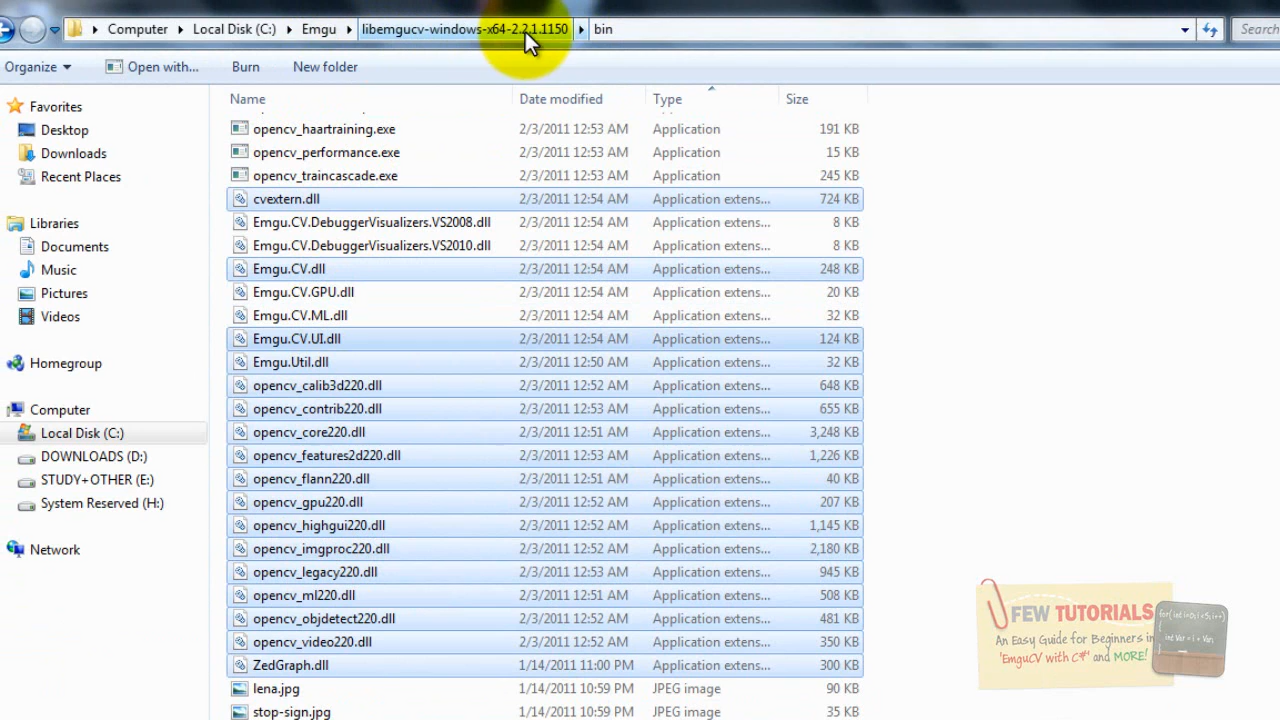 Computer Local Disk (C:) Emgu libemgucv-windows-x64-2.2.1.1150 bin Search
Organize Open with... Burn New folder
Favorites
Desktop
Downloads
Recent Places
Libraries
Documents
Music
Pictures
Videos
Homegroup
Computer
Local Disk (C:)
DOWNLOADS (D:)
STUDY+OTHER (E:)
System Reserved (H:)
Network
Name Date modified Type Size
opencv_haartraining.exe 2/3/2011 12:53 AM Application 191 KB
opencv_performance.exe 2/3/2011 12:53 AM Application 15 KB
opencv_traincascade.exe 2/3/2011 12:53 AM Application 245 KB
cvextern.dll 2/3/2011 12:54 AM Application extens... 724 KB
Emgu.CV.DebuggerVisualizers.VS2008.dll 2/3/2011 12:54 AM Application extens... 8 KB
Emgu.CV.DebuggerVisualizers.VS2010.dll 2/3/2011 12:54 AM Application extens... 8 KB
Emgu.CV.dll 2/3/2011 12:54 AM Application extens... 248 KB
Emgu.CV.GPU.dll 2/3/2011 12:54 AM Application extens... 20 KB
Emgu.CV.ML.dll 2/3/2011 12:54 AM Application extens... 32 KB
Emgu.CV.UI.dll 2/3/2011 12:54 AM Application extens... 124 KB
Emgu.Util.dll 2/3/2011 12:50 AM Application extens... 32 KB
opencv_calib3d220.dll 2/3/2011 12:52 AM Application extens... 648 KB
opencv_contrib220.dll 2/3/2011 12:53 AM Application extens... 655 KB
opencv_core220.dll 2/3/2011 12:51 AM Application extens... 3,248 KB
opencv_features2d220.dll 2/3/2011 12:52 AM Application extens... 1,226 KB
opencv_flann220.dll 2/3/2011 12:51 AM Application extens... 40 KB
opencv_gpu220.dll 2/3/2011 12:52 AM Application extens... 207 KB
opencv_highgui220.dll 2/3/2011 12:52 AM Application extens... 1,145 KB
opencv_imgproc220.dll 2/3/2011 12:52 AM Application extens... 2,180 KB
opencv_legacy220.dll 2/3/2011 12:53 AM Application extens... 945 KB
opencv_ml220.dll 2/3/2011 12:51 AM Application extens... 508 KB
opencv_objdetect220.dll 2/3/2011 12:52 AM Application extens... 481 KB
opencv_video220.dll 2/3/2011 12:52 AM Application extens... 350 KB
ZedGraph.dll 1/14/2011 11:00 PM Application extens... 300 KB
lena.jpg 1/14/2011 10:59 PM JPEG image 90 KB
stop-sign.jpg 1/14/2011 10:59 PM JPEG image 35 KB
FEW TUTORIALS
An Easy Guide for Beginners in
'EmguCV with C#' and MORE!
for(int i=0; i<5; i++)
{
int Var = i + Var;